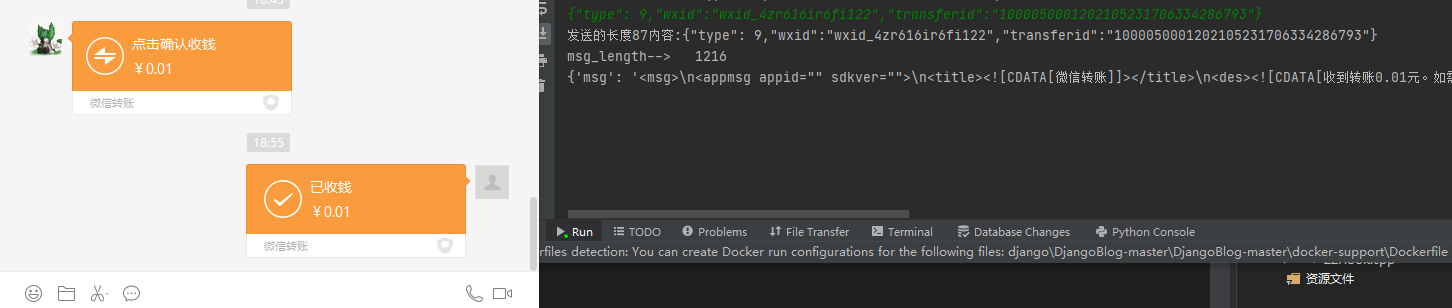 18:45
点击确认收钱
￥0.01
微信转账
18:55
已收钱
￥0.01
微信转账
{"type": 9,"wxid":"wxid_4zr616ir6fi122","transferid":"1000050001202105231706334286793"}
发送的长度87内容:{"type": 9,"wxid":"wxid_4zr616ir6fi122","transferid":"1000050001202105231706334286793"}
msg_length--> 1216
{'msg': '<msg>\n<appmsg appid="" sdkver="">\n<title><![CDATA[微信转账]]></title>\n<des><![CDATA[收到转账0.01元。如需
Run TODO Problems File Transfer Terminal Database Changes Python Console
rfiles detection: You can create Docker run configurations for the following files: django\DjangoBlog-master\DjangoBlog-master\docker-support\Dockerfile
资源文件